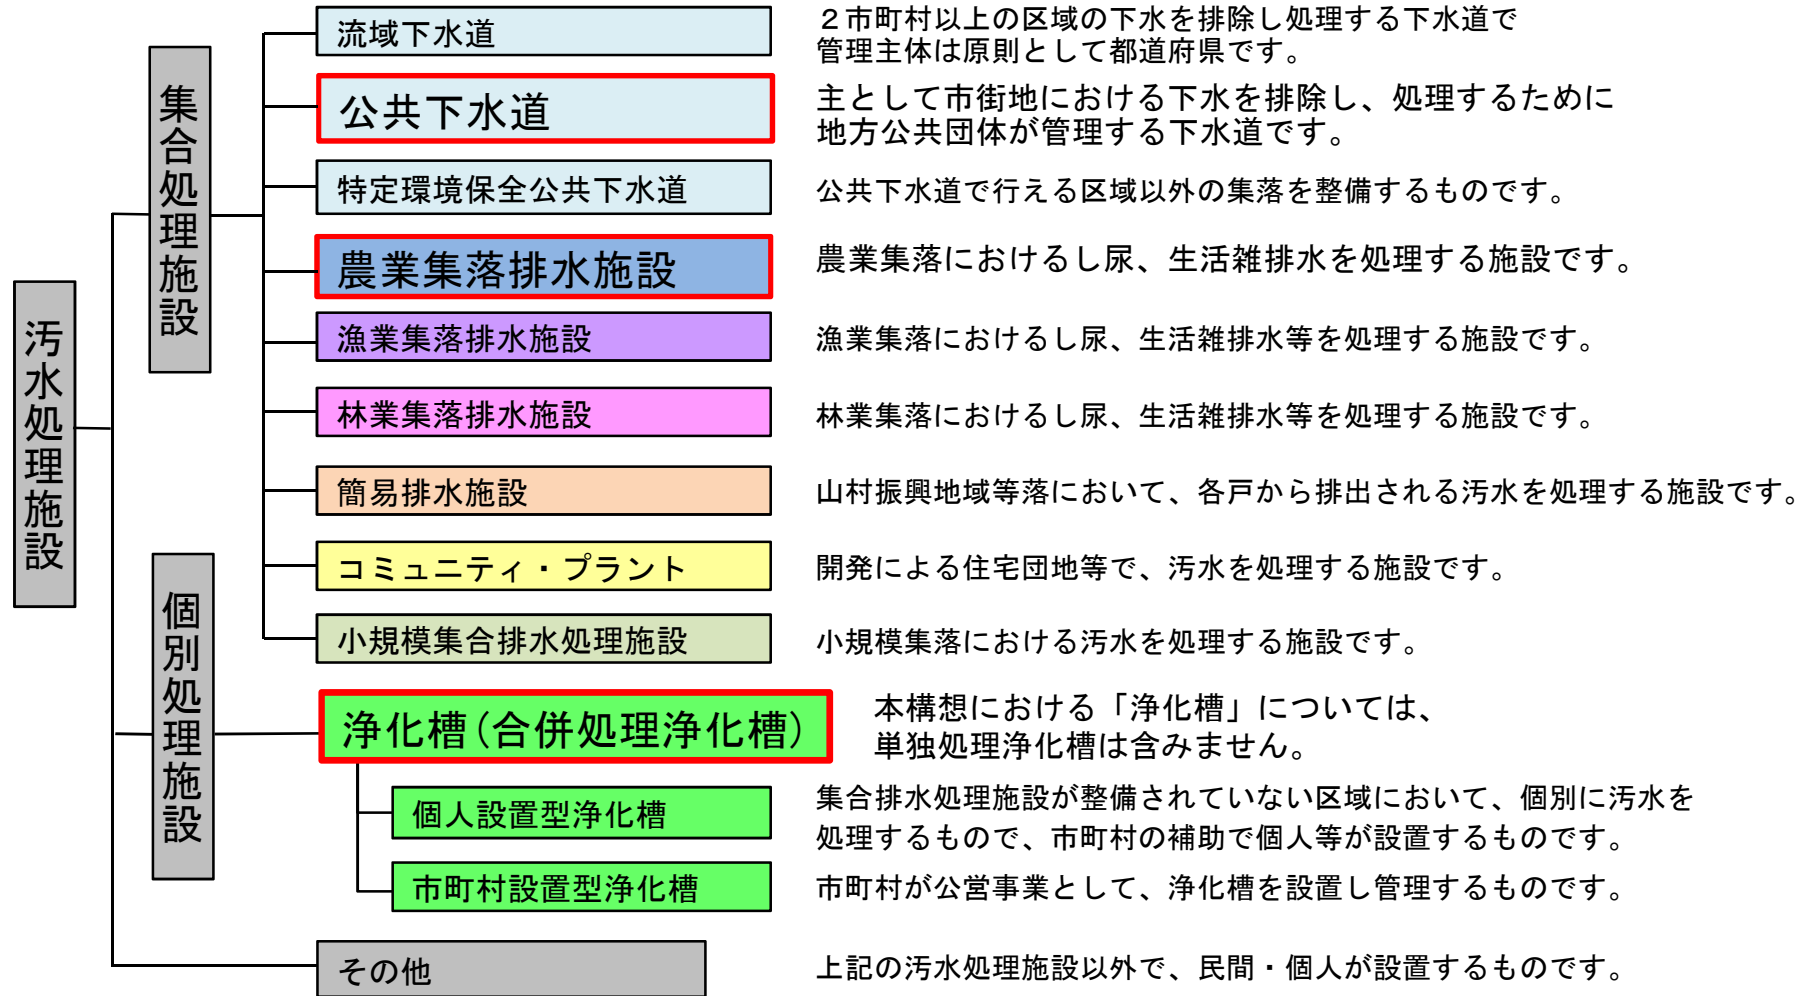 汚水処理施設
集合処理施設
流域下水道
２市町村以上の区域の下水を排除し処理する下水道で
管理主体は原則として都道府県です。
公共下水道
主として市街地における下水を排除し、処理するために
地方公共団体が管理する下水道です。
特定環境保全公共下水道
公共下水道で行える区域以外の集落を整備するものです。
農業集落排水施設
農業集落におけるし尿、生活雑排水を処理する施設です。
漁業集落排水施設
漁業集落におけるし尿、生活雑排水等を処理する施設です。
林業集落排水施設
林業集落におけるし尿、生活雑排水等を処理する施設です。
簡易排水施設
山村振興地域等落において、各戸から排出される汚水を処理する施設です。
コミュニティ・プラント
開発による住宅団地等で、汚水を処理する施設です。
小規模集合排水処理施設
小規模集落における汚水を処理する施設です。
個別処理施設
浄化槽(合併処理浄化槽)
本構想における「浄化槽」については、
単独処理浄化槽は含みません。
個人設置型浄化槽
集合排水処理施設が整備されていない区域において、個別に汚水を
処理するもので、市町村の補助で個人等が設置するものです。
市町村設置型浄化槽
市町村が公営事業として、浄化槽を設置し管理するものです。
その他
上記の汚水処理施設以外で、民間・個人が設置するものです。